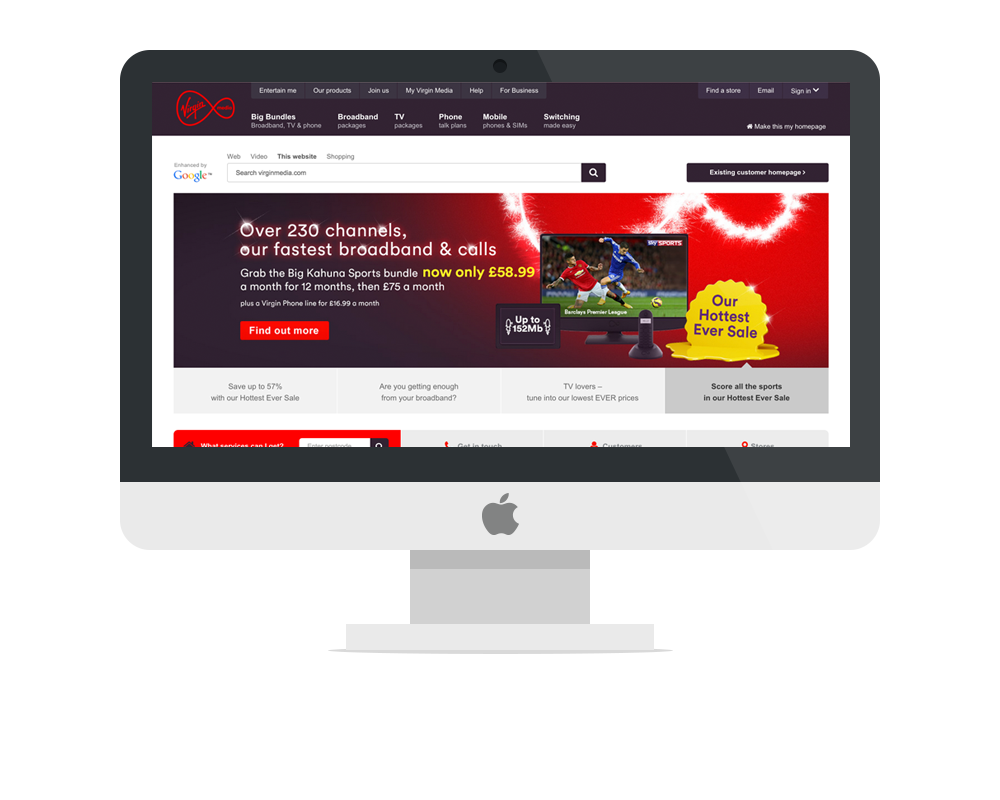 Entertain me Our products Join us My Virgin Media Help For Business Find a store Email Sign in
Virgin media
Big Bundles Broadband TV Phone Mobile Switching
Broadband, TV & phone packages packages talk plans phones & SIMs made easy
Make this my homepage
Web Video This website Shopping
Enhanced by
Google™
Search virginmedia.com
Existing customer homepage ›
Over 230 channels,
our fastest broadband & calls
Grab the Big Kahuna Sports bundle now only £58.99
a month for 12 months, then £75 a month
plus a Virgin Phone line for £16.99 a month
Find out more
sky SPORTS
Barclays Premier League
Up to
152Mb
Our
Hottest
Ever Sale
Save up to 57%
with our Hottest Ever Sale
Are you getting enough
from your broadband?
TV lovers –
tune into our lowest EVER prices
Score all the sports
in our Hottest Ever Sale
What services can I get? Enter postcode Get in touch Customers Stores